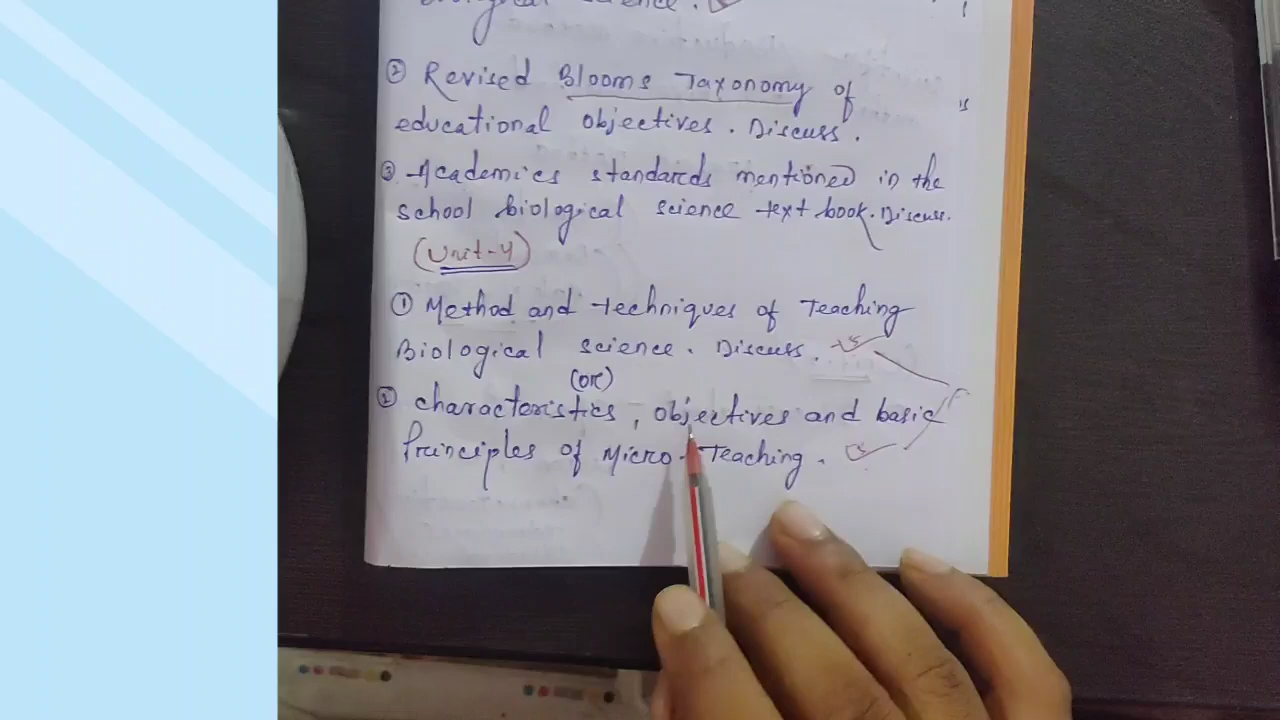 science.
② Revised Blooms Taxonomy of
educational objectives. Discuss.
③ Academics standards mentioned in the
school biological science text book. Discuss.
(Unit-4)
① Method and techniques of Teaching
Biological science. Discuss.
(or)
② characteristics, objectives and basic
Principles of Micro-Teaching.